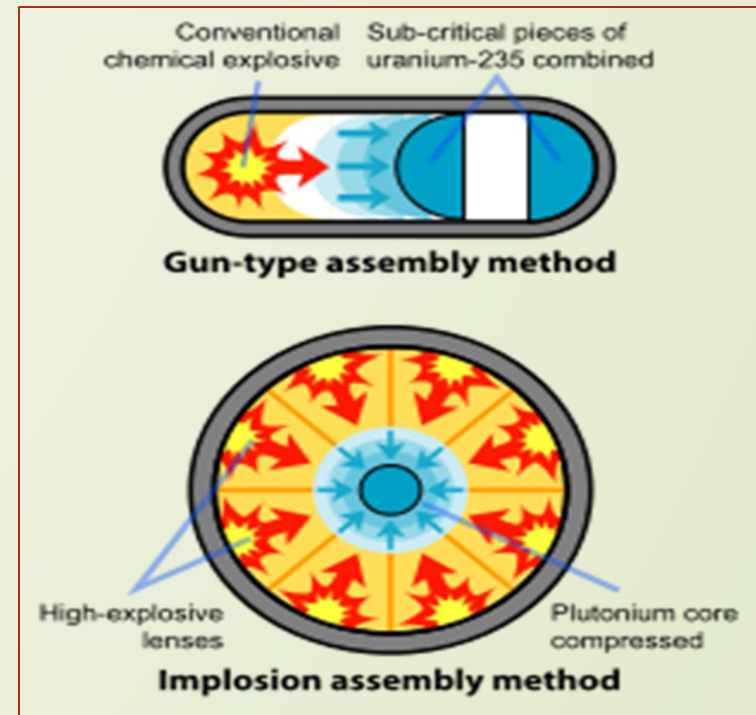 Conventional
chemical explosive
Sub-critical pieces of
uranium-235 combined
Gun-type assembly method
High-explosive
lenses
Plutonium core
compressed
Implosion assembly method